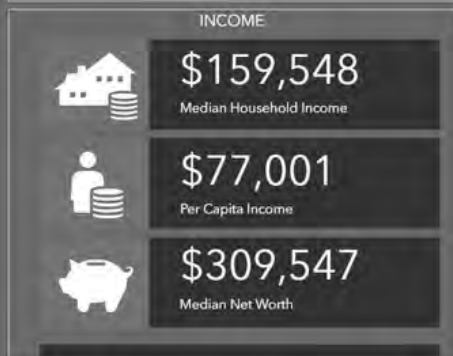 INCOME
$159,548
Median Household Income
$77,001
Per Capita Income
$309,547
Median Net Worth